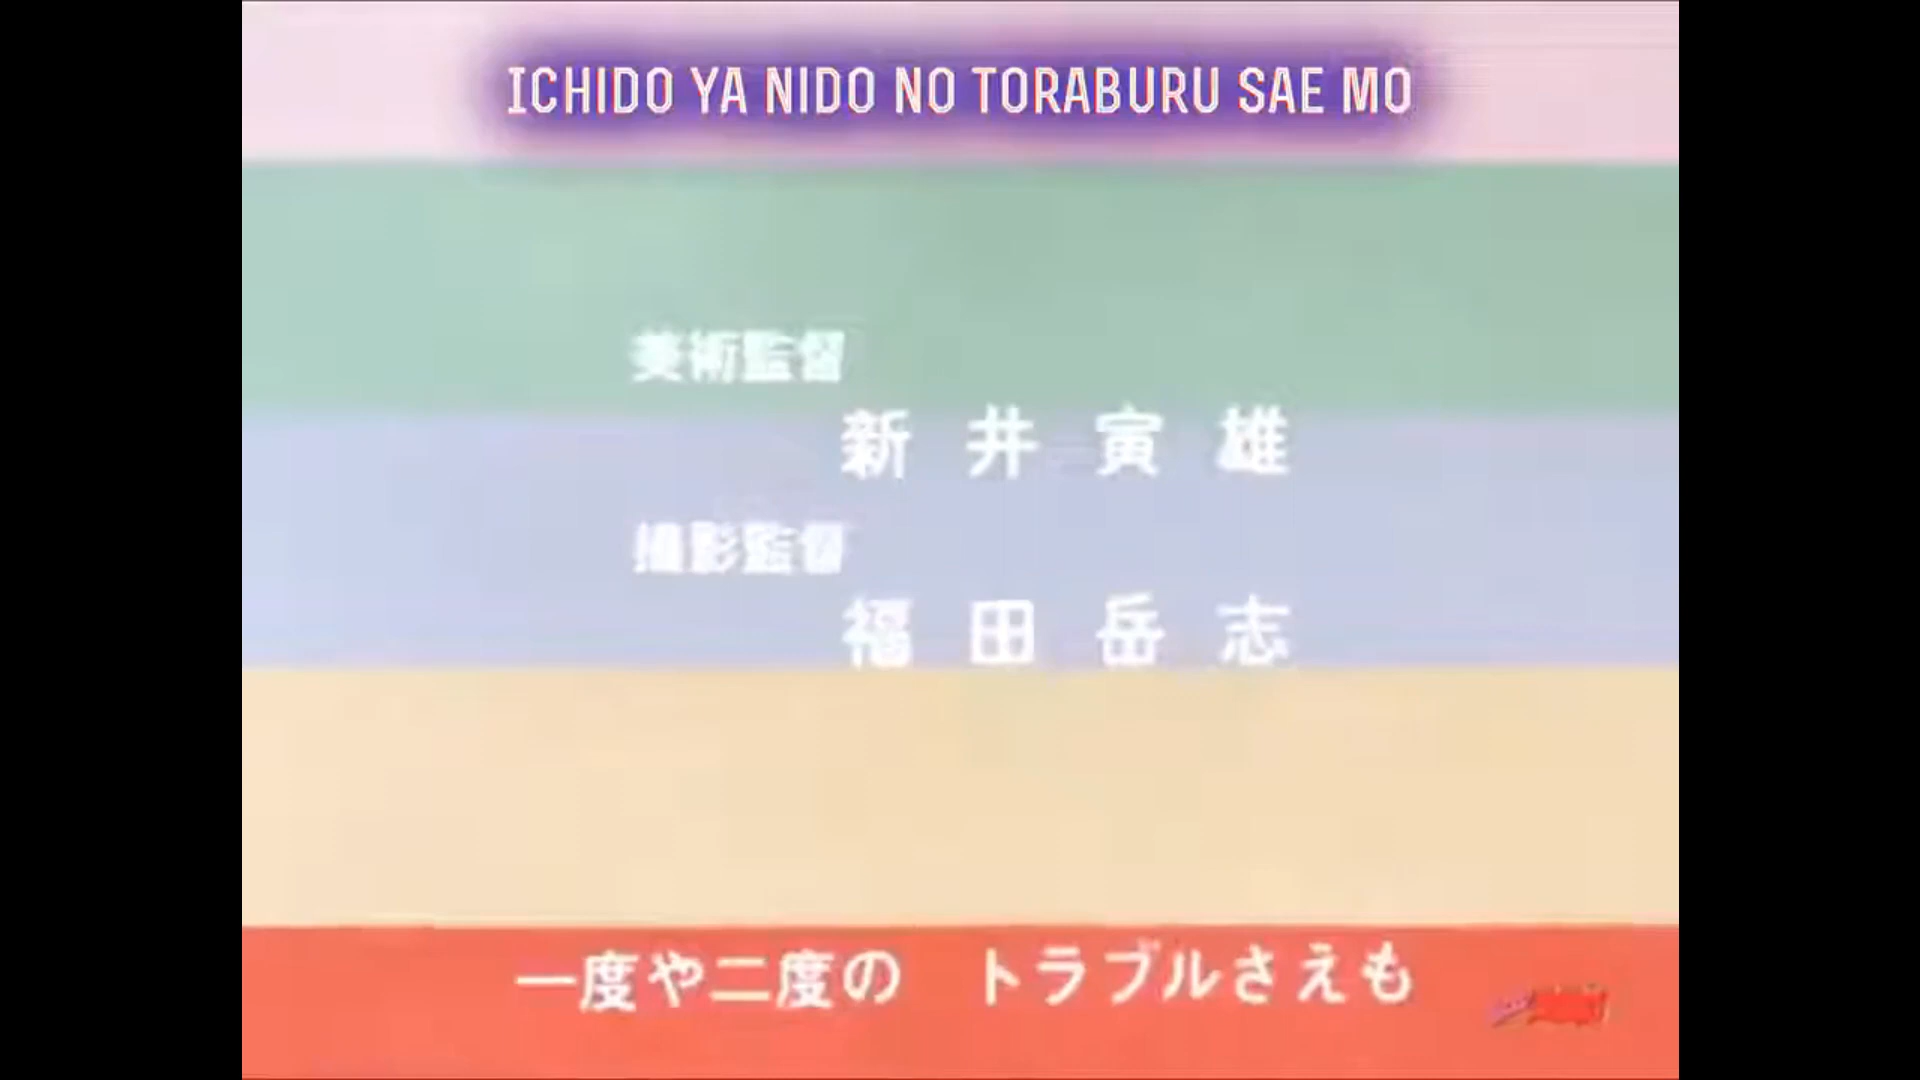 ICHIDO YA NIDO NO TORABURU SAE MO
美術監督
新井寅雄
撮影監督
福田岳志
一度や二度の トラブルさえも